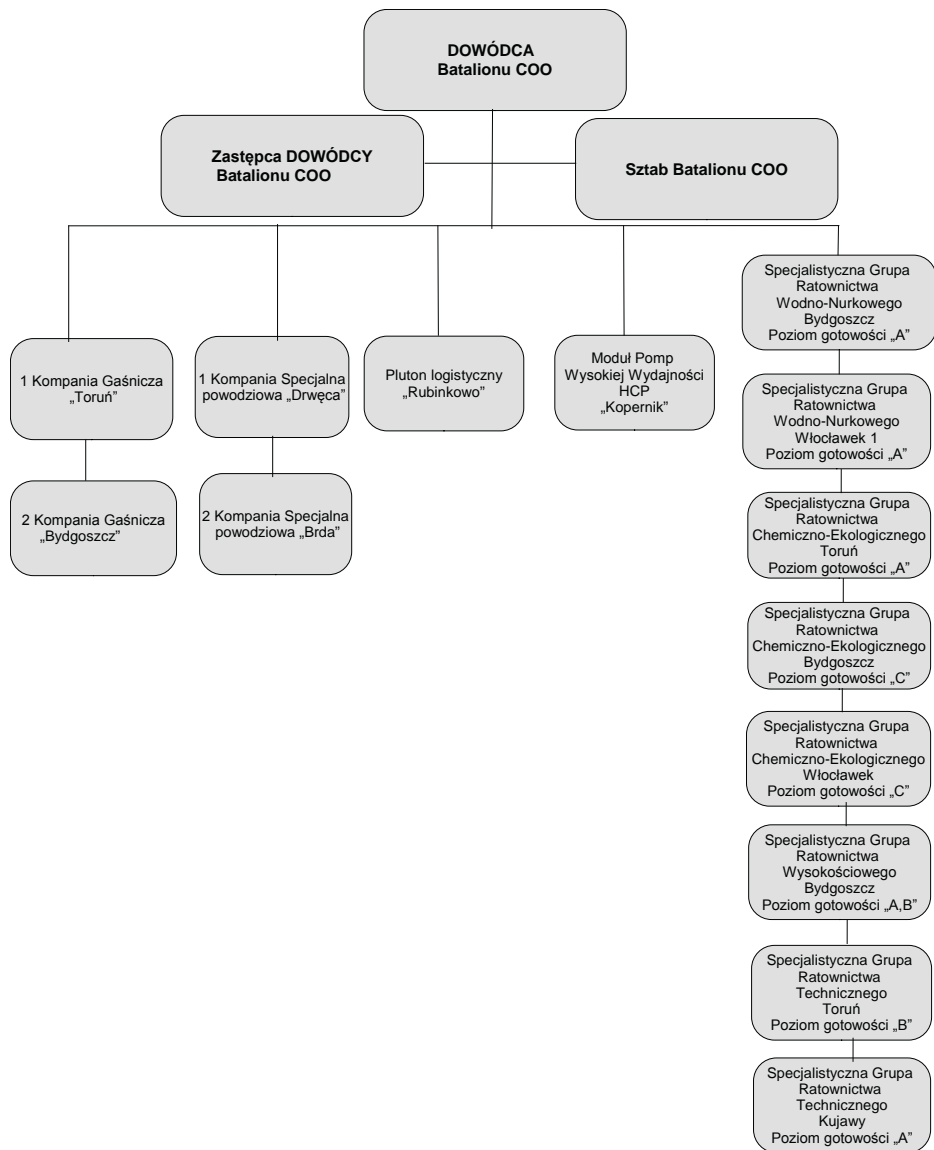 DOWÓDCA
Batalionu COO
Zastępca DOWÓDCY
Batalionu COO
Sztab Batalionu COO
1 Kompania Gaśnicza
„Toruń”
2 Kompania Gaśnicza
„Bydgoszcz”
1 Kompania Specjalna
powodziowa „Drwęca”
2 Kompania Specjalna
powodziowa „Brda”
Pluton logistyczny
„Rubinkowo”
Moduł Pomp
Wysokiej Wydajności
HCP
„Kopernik”
Specjalistyczna Grupa
Ratownictwa
Wodno-Nurkowego
Bydgoszcz
Poziom gotowości „A”
Specjalistyczna Grupa
Ratownictwa
Wodno-Nurkowego
Włocławek 1
Poziom gotowości „A”
Specjalistyczna Grupa
Ratownictwa
Chemiczno-Ekologicznego
Toruń
Poziom gotowości „A”
Specjalistyczna Grupa
Ratownictwa
Chemiczno-Ekologicznego
Bydgoszcz
Poziom gotowości „C”
Specjalistyczna Grupa
Ratownictwa
Chemiczno-Ekologicznego
Włocławek
Poziom gotowości „C”
Specjalistyczna Grupa
Ratownictwa
Wysokościowego
Bydgoszcz
Poziom gotowości „A,B”
Specjalistyczna Grupa
Ratownictwa
Technicznego
Toruń
Poziom gotowości „B”
Specjalistyczna Grupa
Ratownictwa
Technicznego
Kujawy
Poziom gotowości „A”